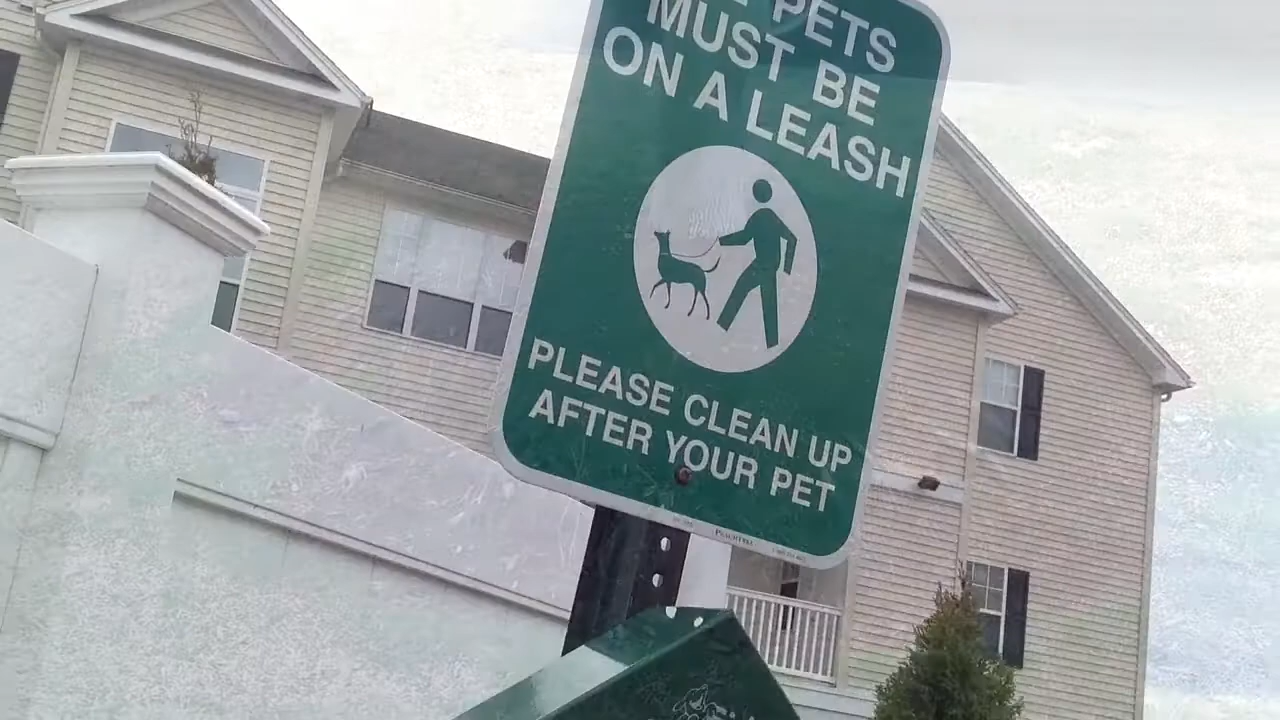 PETS
MUST BE
ON A LEASH
PLEASE CLEAN UP
AFTER YOUR PET